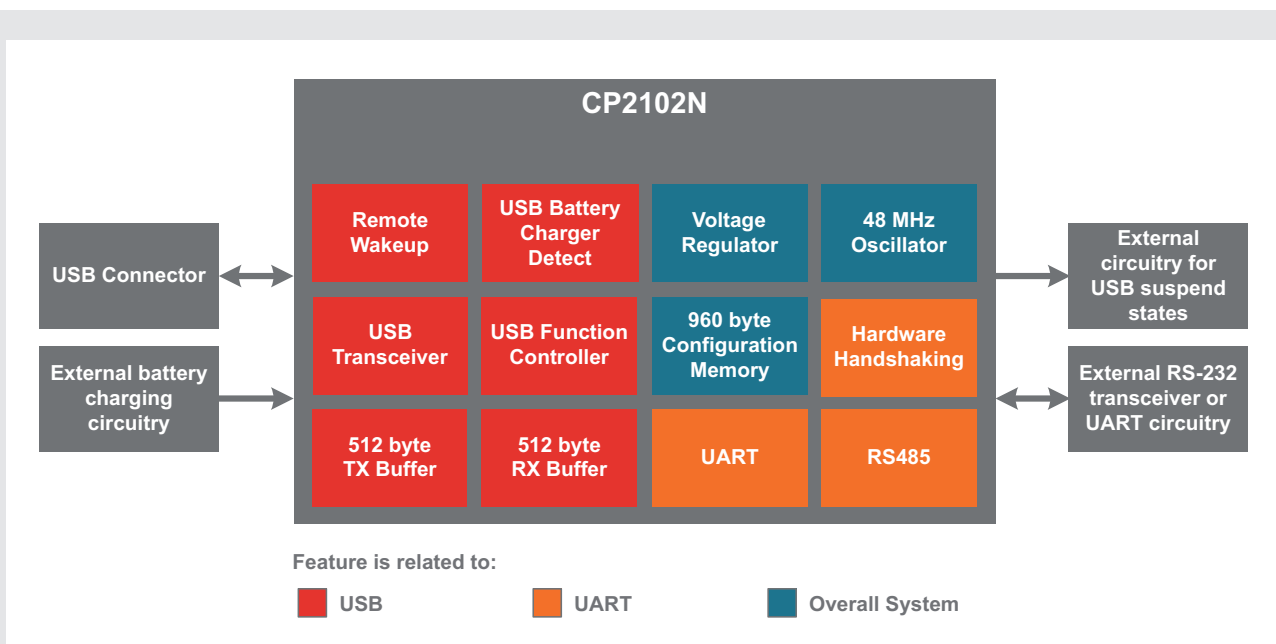 CP2102N
Remote
Wakeup
USB Battery
Charger
Detect
Voltage
Regulator
48 MHz
Oscillator
USB Connector
External
circuitry for
USB suspend
states
USB
Transceiver
USB Function
Controller
960 byte
Configuration
Memory
Hardware
Handshaking
External battery
charging
circuitry
External RS-232
transceiver or
UART circuitry
512 byte
TX Buffer
512 byte
RX Buffer
UART
RS485
Feature is related to:
USB
UART
Overall System